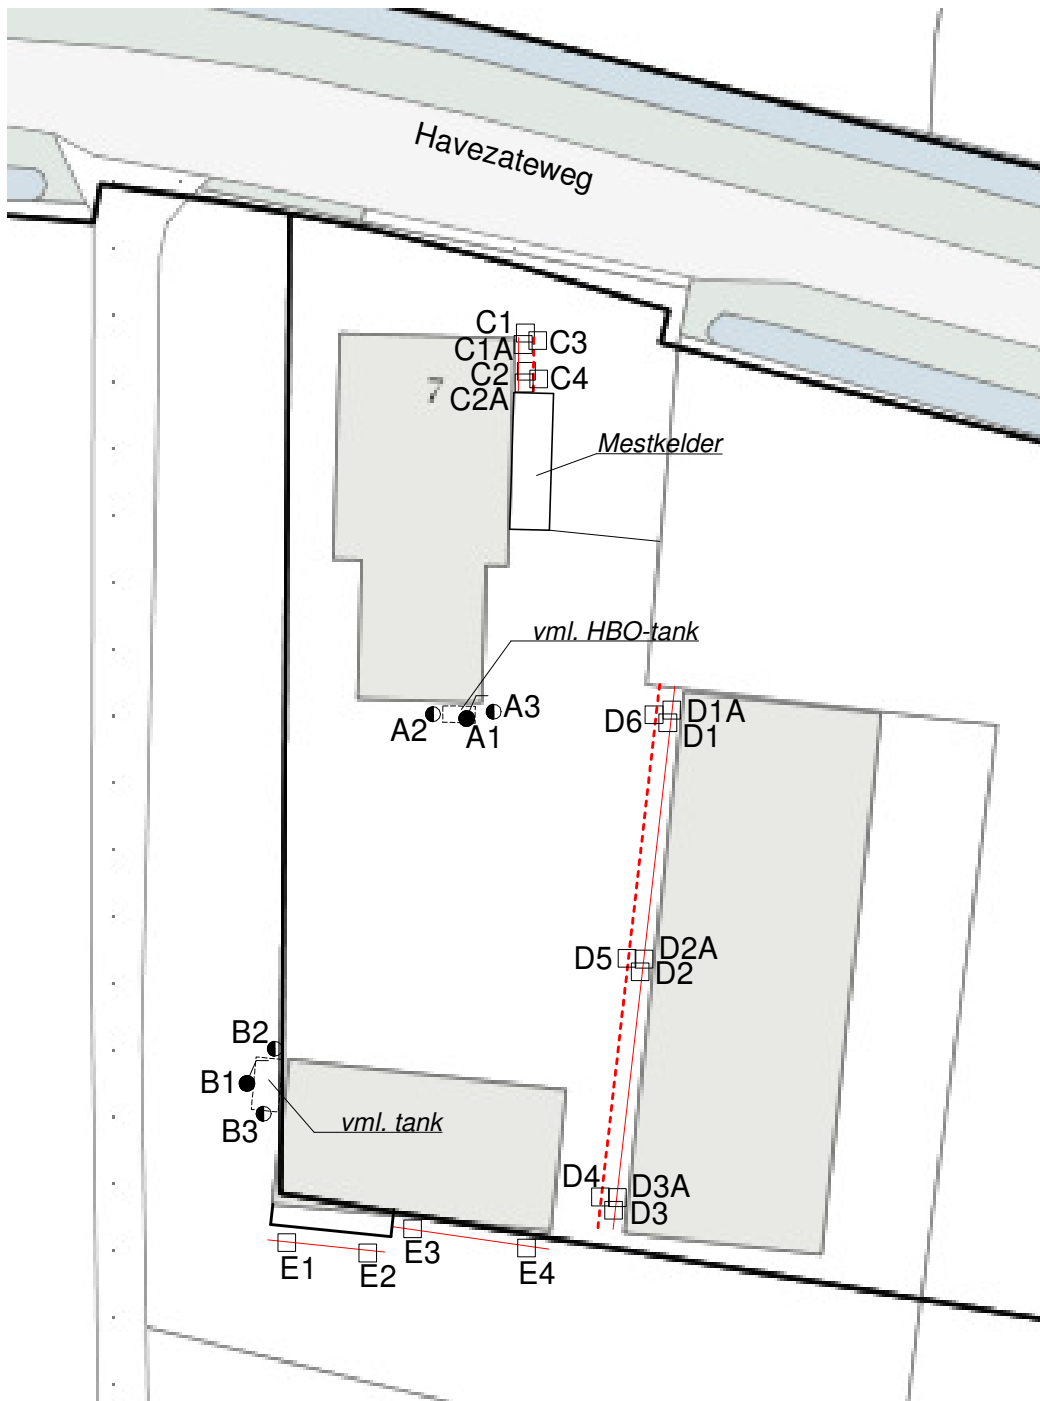 Havezateweg
C1
C3
C1A
C2
C4
C2A
7
Mestkelder
vml. HBO-tank
A3
A2
A1
D6
D1A
D1
D5
D2A
D2
B2
B1
B3
vml. tank
D4
D3A
D3
E3
E1
E2
E4